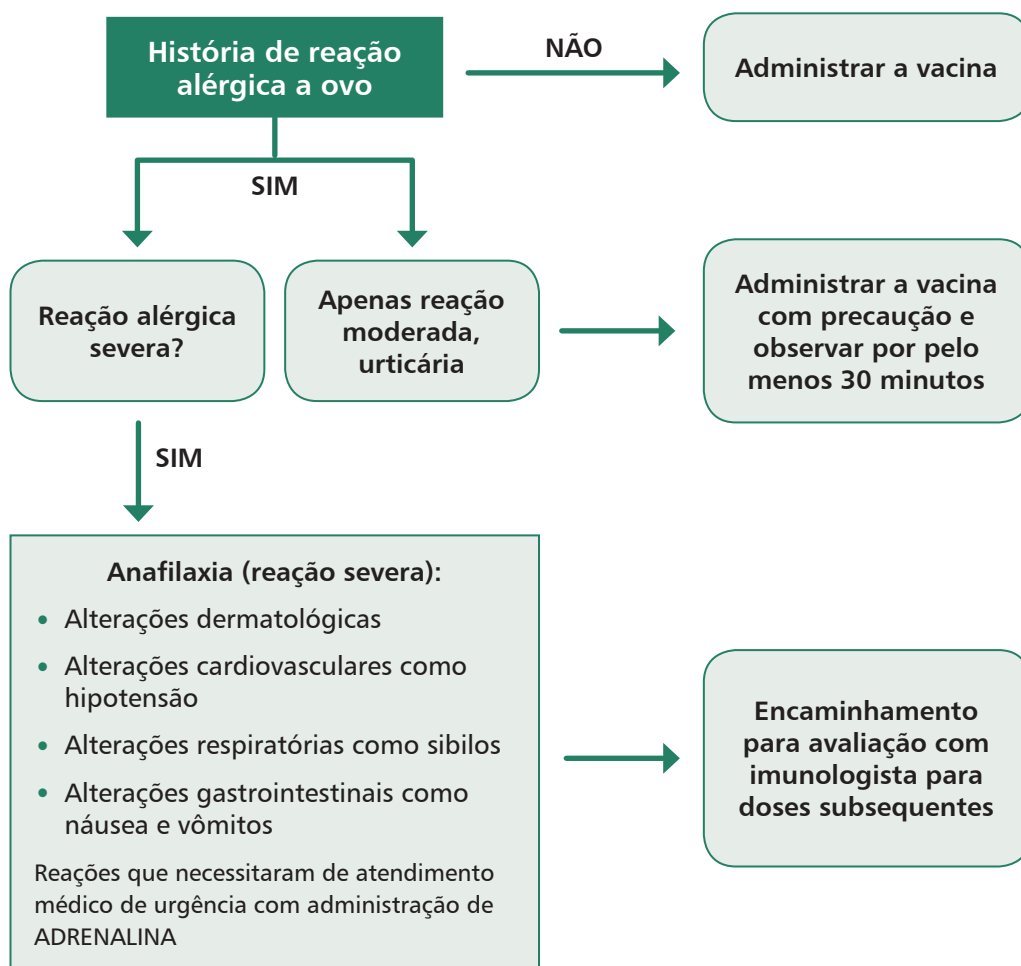 História de reação
alérgica a ovo
NÃO
Administrar a vacina
SIM
Reação alérgica
severa?
Apenas reação
moderada,
urticária
Administrar a vacina
com precaução e
observar por pelo
menos 30 minutos
SIM
Anafilaxia (reação severa):
• Alterações dermatológicas
• Alterações cardiovasculares como
hipotensão
• Alterações respiratórias como sibilos
• Alterações gastrointestinais como
náusea e vômitos
Reações que necessitaram de atendimento
médico de urgência com administração de
ADRENALINA
Encaminhamento
para avaliação com
imunologista para
doses subsequentes